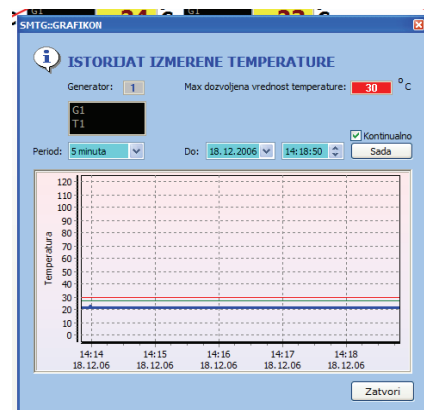 SMTG::GRAFIKON
ISTORIJAT IZMERENE TEMPERATURE
Generator: 1 Max dozvoljena vrednost temperature: 30 °C
G1
T1
Kontinualno
Period: 5 minuta Do: 18.12.2006 14:18:50 Sada
Temperatura
120
110
100
90
80
70
60
50
40
30
20
10
0
14:14 14:15 14:16 14:17 14:18
18.12.06 18.12.06 18.12.06 18.12.06 18.12.06
Zatvori